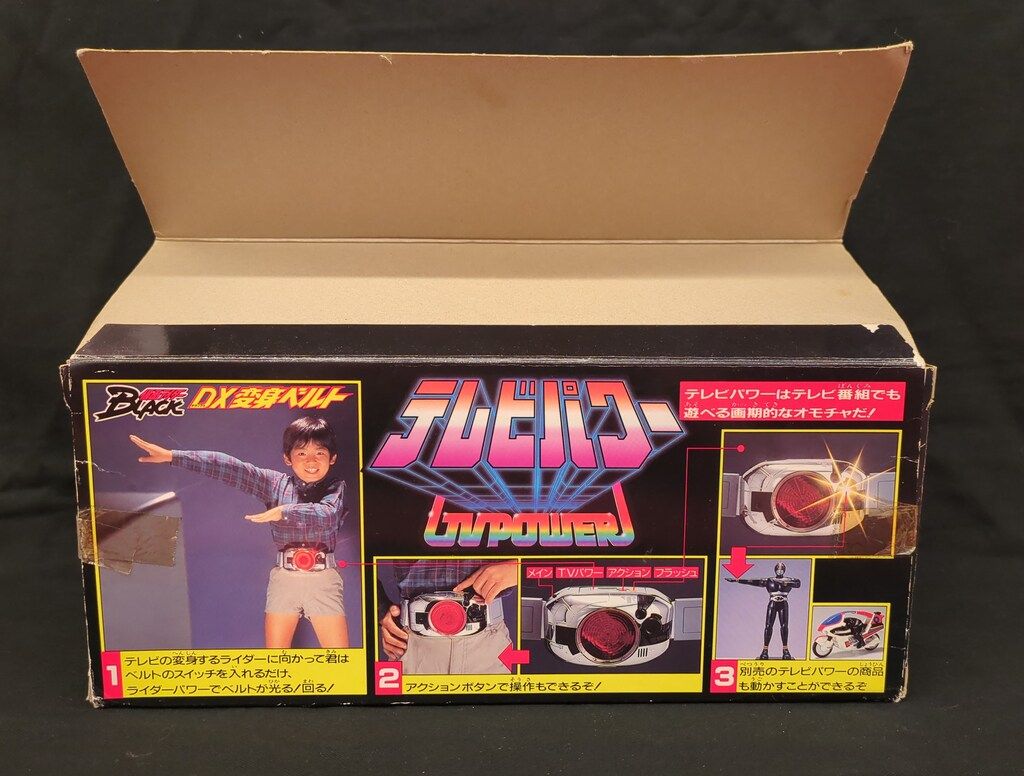 BLACK DX変身ベルト
テレビパワー
TV POWER
テレビパワーはテレビ番組でも
遊べる画期的なオモチャだ!
メイン TVパワー アクション フラッシュ
1 テレビの変身するライダーに向かって君は
ベルトのスイッチを入れるだけ、
ライダーパワーでベルトが光る!回る!
2 アクションボタンで操作もできるぞ!
3 別売のテレビパワーの商品
も動かすことができるぞ